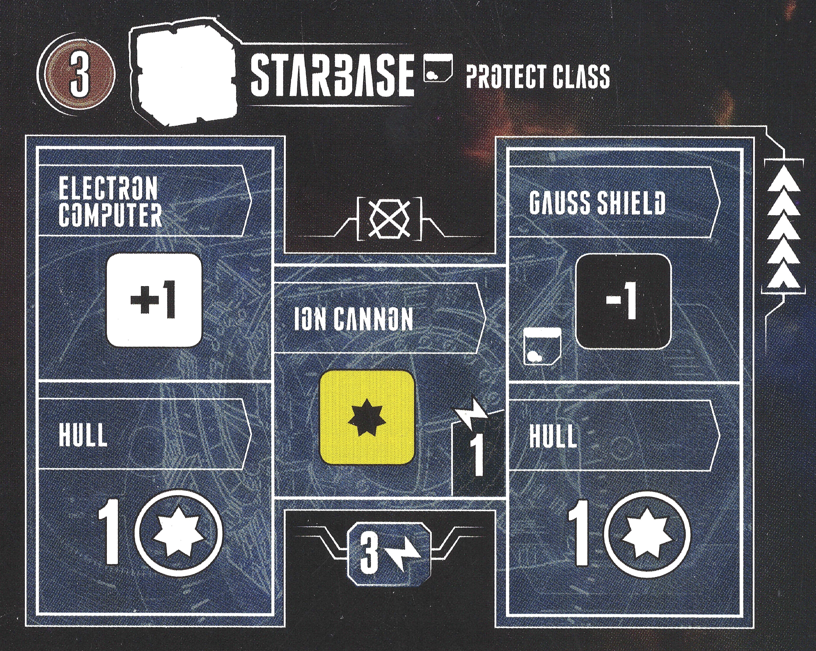 3 STARBASE PROTECT CLASS
ELECTRON
COMPUTER
+1
ION CANNON
1
GAUSS SHIELD
-1
HULL
1
HULL
1
3